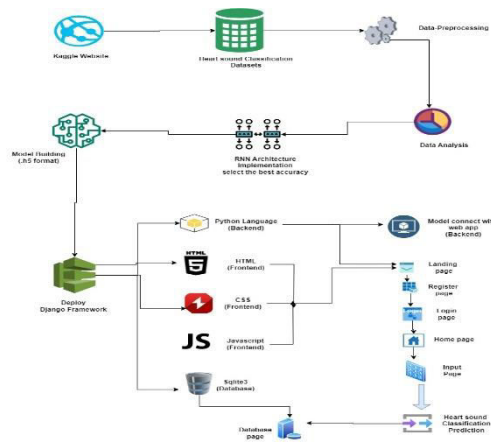 Kaggle Website
Heart sound Classification
Datasets
Data-Preprocessing
Data Analysis
RNN Architecture
Implementation
select the best accuracy
Model Building
(.h5 format)
Deploy
Django Framework
Python Language
(Backend)
HTML
5
HTML
(Frontend)
CSS
(Frontend)
JS
Javascript
(Frontend)
Sqlite3
(Database)
Database
page
Model connect wit
web app
(Backend)
Landing
page
Register
page
Login
page
Home page
Input
Page
Heart sound
Classification
Prediction